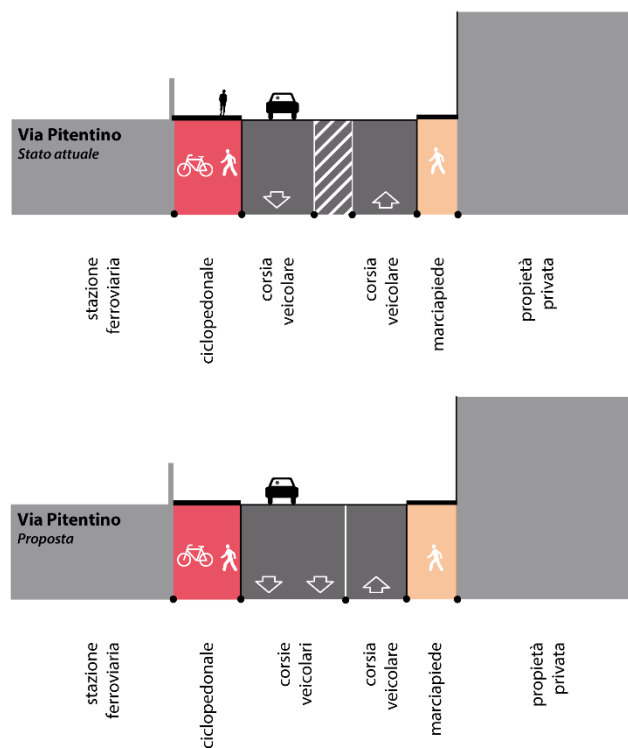 Via Pitentino
Stato attuale
stazione
ferroviaria
ciclopedonale
corsia
veicolare
corsia
veicolare
marciapiede
propietà
privata
Via Pitentino
Proposta
stazione
ferroviaria
ciclopedonale
corsie
veicolari
corsia
veicolare
marciapiede
propietà
privata